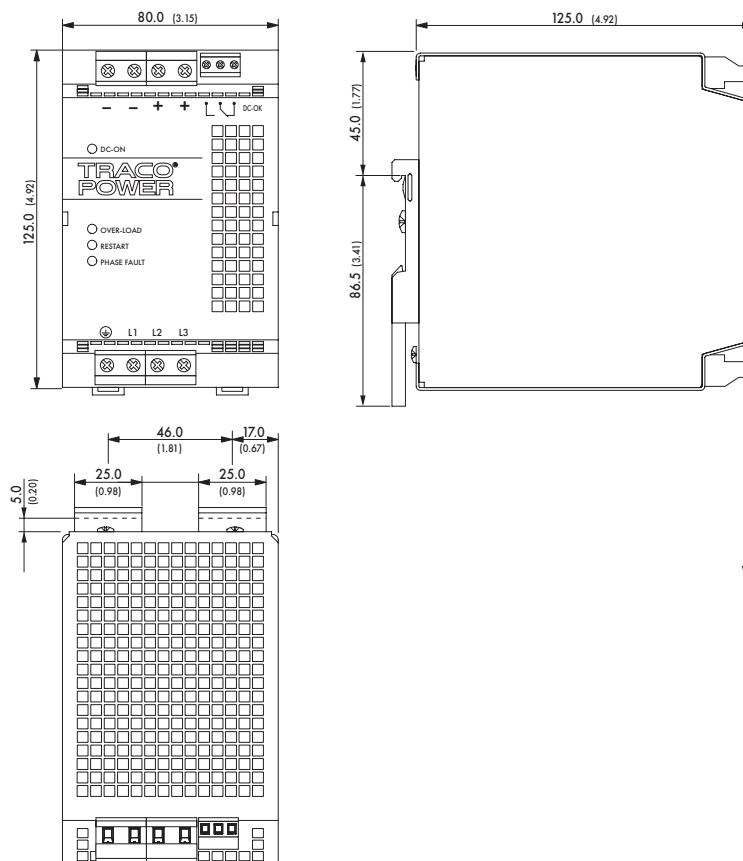 80.0 (3.15)
125.0 (4.92)
− − + + DC-OK
DC-ON
TRACO®
POWER
OVER-LOAD
RESTART
PHASE FAULT
L1 L2 L3
125.0 (4.92)
45.0 (1.77)
86.5 (3.41)
46.0 17.0
(1.81) (0.67)
25.0 25.0
(0.98) (0.98)
5.0
(0.20)